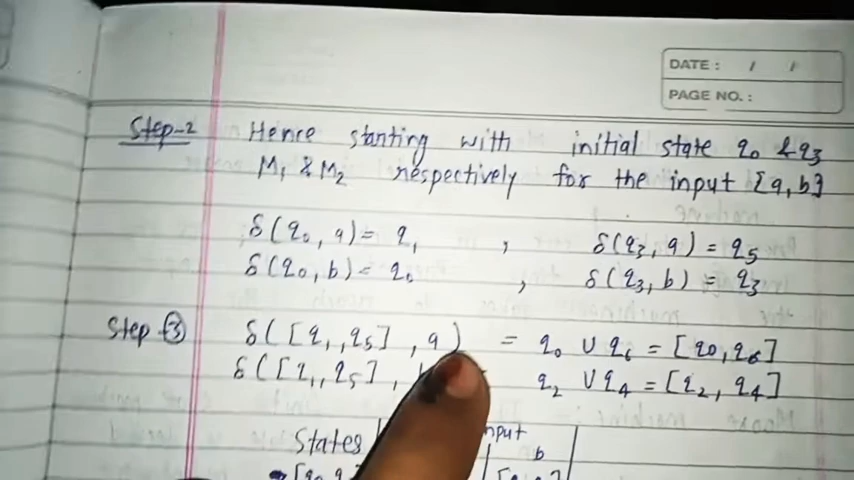 DATE : / /
PAGE NO. :
Step-2 Hence starting with initial state q0 & q3
M1 & M2 respectively for the input {a,b}
δ(q0, a) = q1 , δ(q3, a) = q5
δ(q0, b) = q0 , δ(q3, b) = q3
Step ③ δ([q1, q5], a) = q0 ∪ q6 = [q0, q6]
δ([q1, q5], q2 ∪ q4 = [q2, q4]
States
b